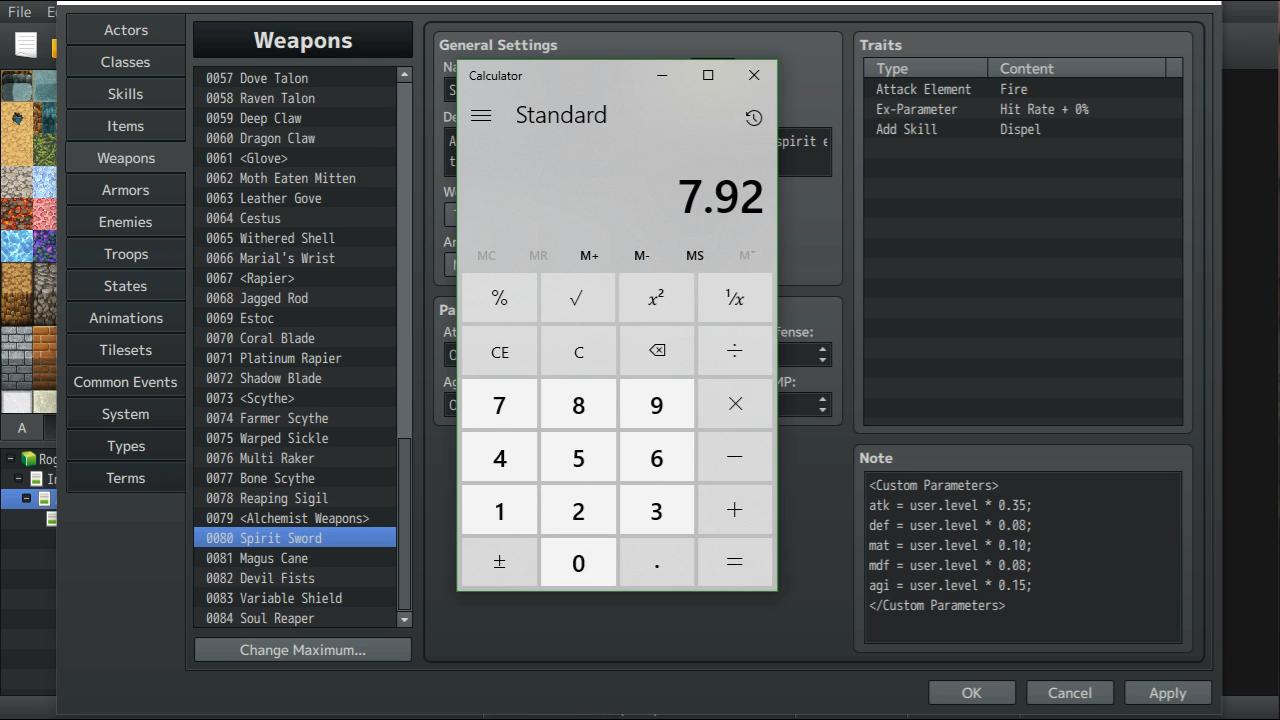 File
Actors
Classes
Skills
Items
Weapons
Armors
Enemies
Troops
States
Animations
Tilesets
Common Events
System
Types
Terms
A
Weapons
0057 Dove Talon
0058 Raven Talon
0059 Deep Claw
0060 Dragon Claw
0061 <Glove>
0062 Moth Eaten Mitten
0063 Leather Gove
0064 Cestus
0065 Withered Shell
0066 Marial's Wrist
0067 <Rapier>
0068 Jagged Rod
0069 Estoc
0070 Coral Blade
0071 Platinum Rapier
0072 Shadow Blade
0073 <Scythe>
0074 Farmer Scythe
0075 Warped Sickle
0076 Multi Raker
0077 Bone Scythe
0078 Reaping Sigil
0079 <Alchemist Weapons>
0080 Spirit Sword
0081 Magus Cane
0082 Devil Fists
0083 Variable Shield
0084 Soul Reaper
Change Maximum...
General Settings
spirit
Calculator
Standard
7.92
MC MR M+ M- MS M˅
% √ x² ¹/x
CE C ⌫ ÷
7 8 9 ×
4 5 6 −
1 2 3 +
± 0 . =
Traits
Type Content
Attack Element Fire
Ex-Parameter Hit Rate + 0%
Add Skill Dispel
Note
<Custom Parameters>
atk = user.level * 0.35;
def = user.level * 0.08;
mat = user.level * 0.10;
mdf = user.level * 0.08;
agi = user.level * 0.15;
</Custom Parameters>
OK Cancel Apply